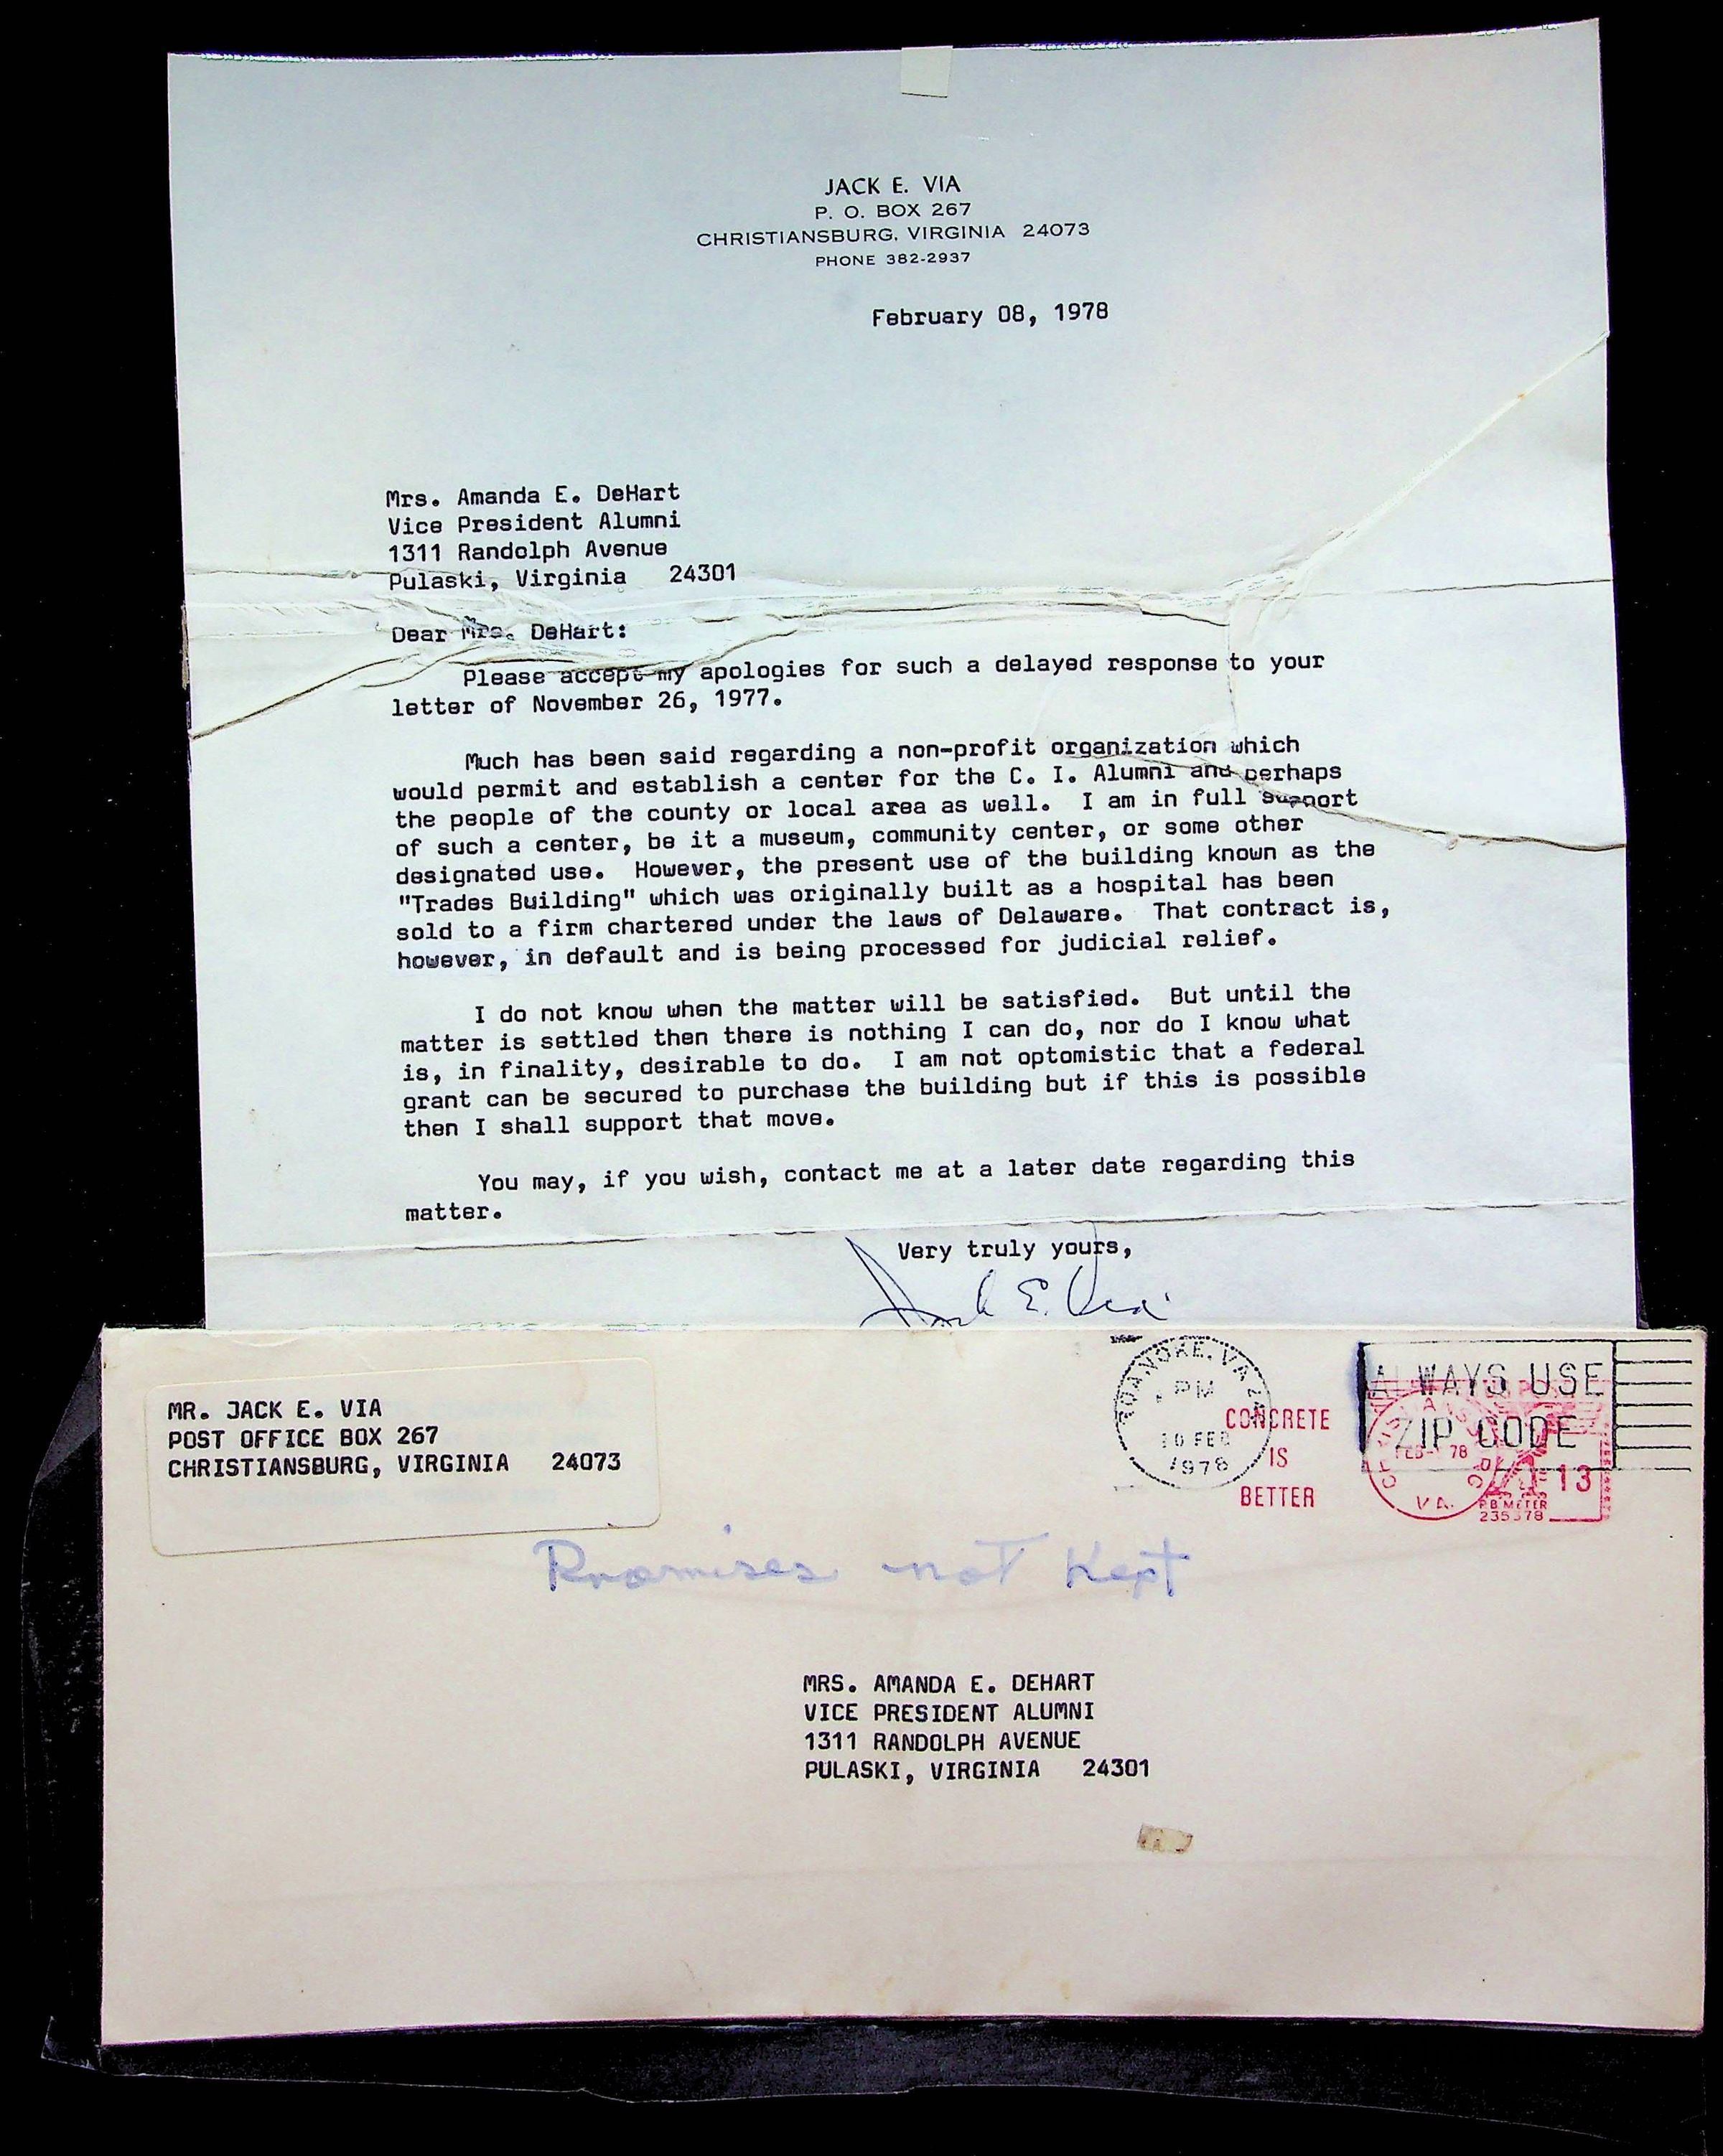 JACK E. VIA
P. O. BOX 267
CHRISTIANSBURG, VIRGINIA 24073
PHONE 382-2937
February 08, 1978
Mrs. Amanda E. DeHart
Vice President Alumni
1311 Randolph Avenue
Pulaski, Virginia 24301
Dear Mrs. DeHart:
Please accept my apologies for such a delayed response to your
letter of November 26, 1977.
Much has been said regarding a non-profit organization which
would permit and establish a center for the C. I. Alumni and perhaps
the people of the county or local area as well. I am in full support
of such a center, be it a museum, community center, or some other
designated use. However, the present use of the building known as the
"Trades Building" which was originally built as a hospital has been
sold to a firm chartered under the laws of Delaware. That contract is,
however, in default and is being processed for judicial relief.
I do not know when the matter will be satisfied. But until the
matter is settled then there is nothing I can do, nor do I know what
is, in finality, desirable to do. I am not optomistic that a federal
grant can be secured to purchase the building but if this is possible
then I shall support that move.
You may, if you wish, contact me at a later date regarding this
matter.
Very truly yours,
Jack E. Via
MR. JACK E. VIA
POST OFFICE BOX 267
CHRISTIANSBURG, VIRGINIA 24073
ROANOKE, VA
PM
10 FEB
1978
CONCRETE
IS
BETTER
ALWAYS USE
ZIP CODE
78
VA.
13
P.B. METER
Promises not Kept
MRS. AMANDA E. DEHART
VICE PRESIDENT ALUMNI
1311 RANDOLPH AVENUE
PULASKI, VIRGINIA 24301